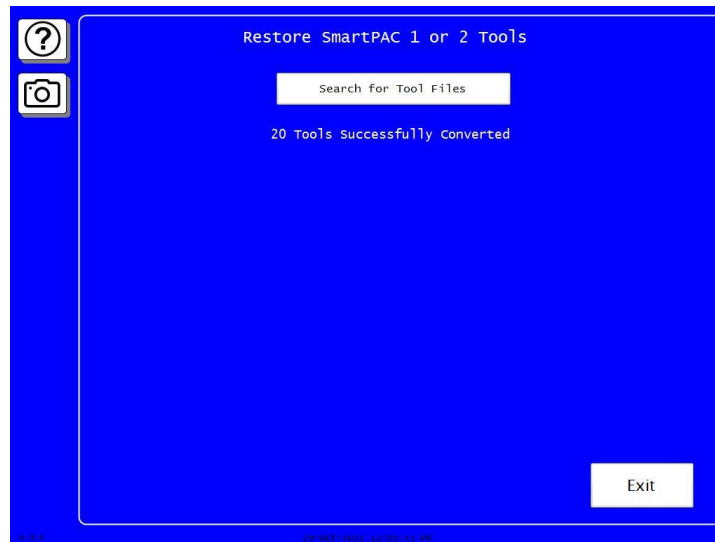 Restore SmartPAC 1 or 2 Tools
Search for Tool Files
20 Tools Successfully Converted
Exit